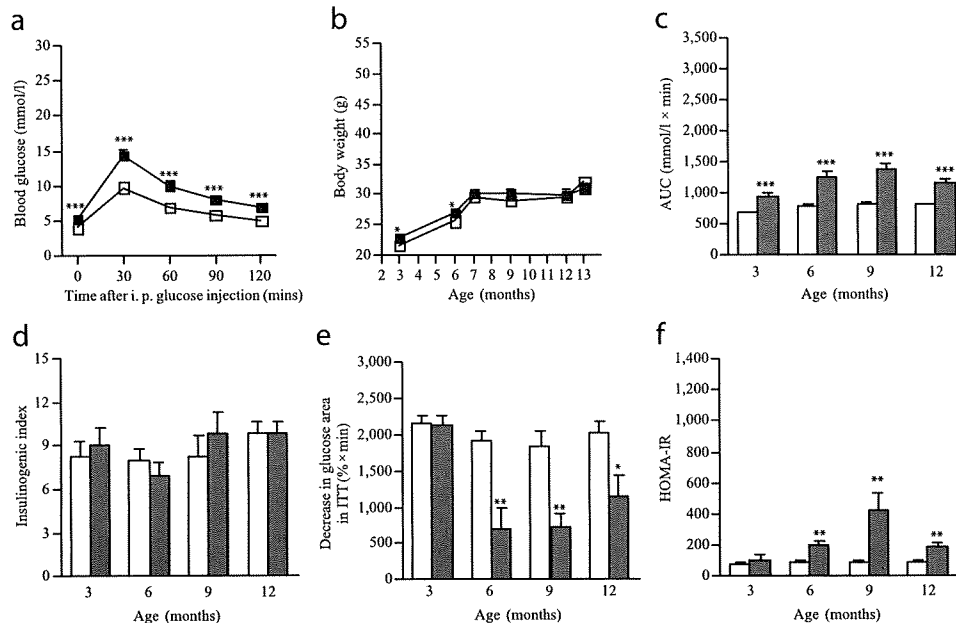 a
Blood glucose (mmol/l)
30
25
20
15
10
5
0
***
***
***
***
***
0 30 60 90 120
Time after i. p. glucose injection (mins)
b
Body weight (g)
55
50
45
40
35
30
25
20
*
*
2 3 4 5 6 7 8 9 10 11 12 13
Age (months)
c
AUC (mmol/l × min)
3,500
3,000
2,500
2,000
1,500
1,000
500
0
***
***
***
***
3 6 9 12
Age (months)
d
Insulinogenic index
15
12
9
6
3
0
3 6 9 12
Age (months)
e
Decrease in glucose area
in ITT (% × min)
3,000
2,500
2,000
1,500
1,000
500
0
**
**
*
3 6 9 12
Age (months)
f
HOMA-IR
1,400
1,200
1,000
800
600
400
200
0
**
**
**
3 6 9 12
Age (months)